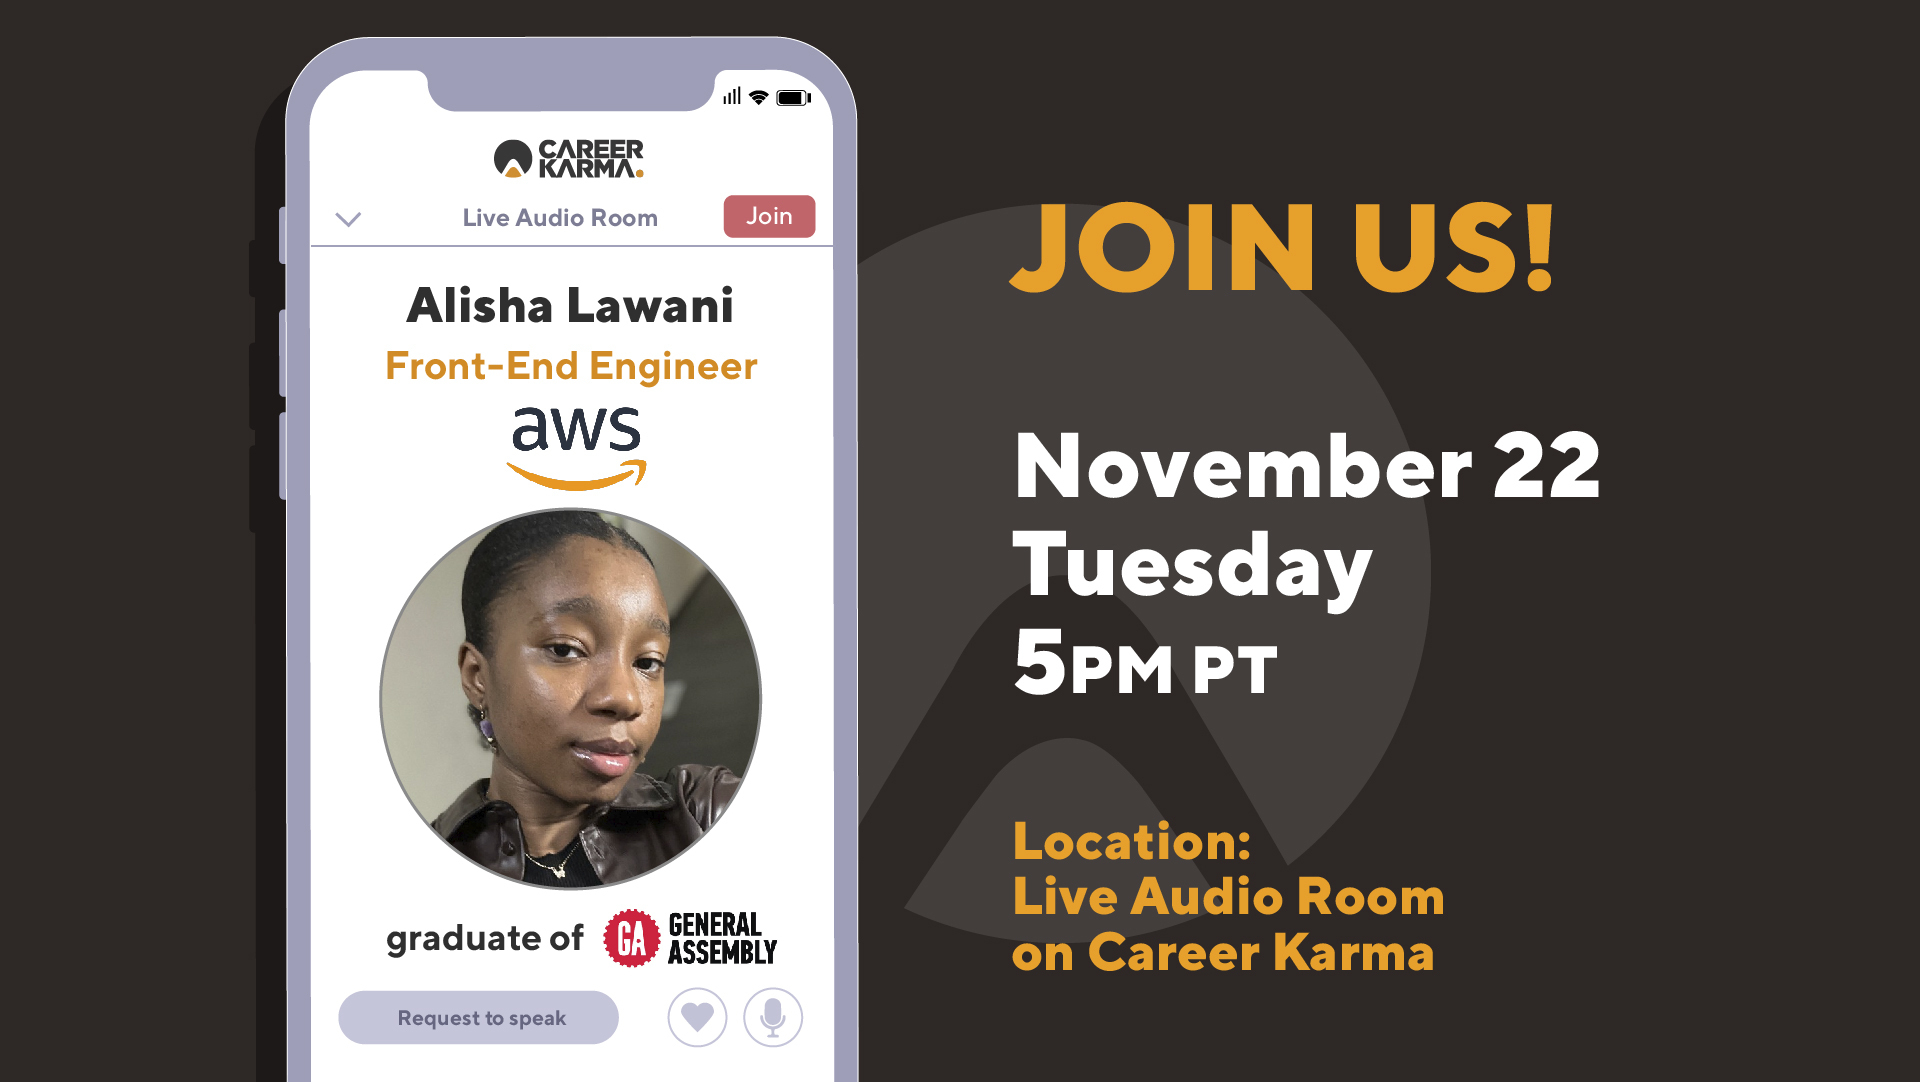 CAREER
KARMA.
Live Audio Room
Join
Alisha Lawani
Front-End Engineer
aws
graduate of
GA
GENERAL
ASSEMBLY
Request to speak
JOIN US!
November 22
Tuesday
5PM PT
Location:
Live Audio Room
on Career Karma